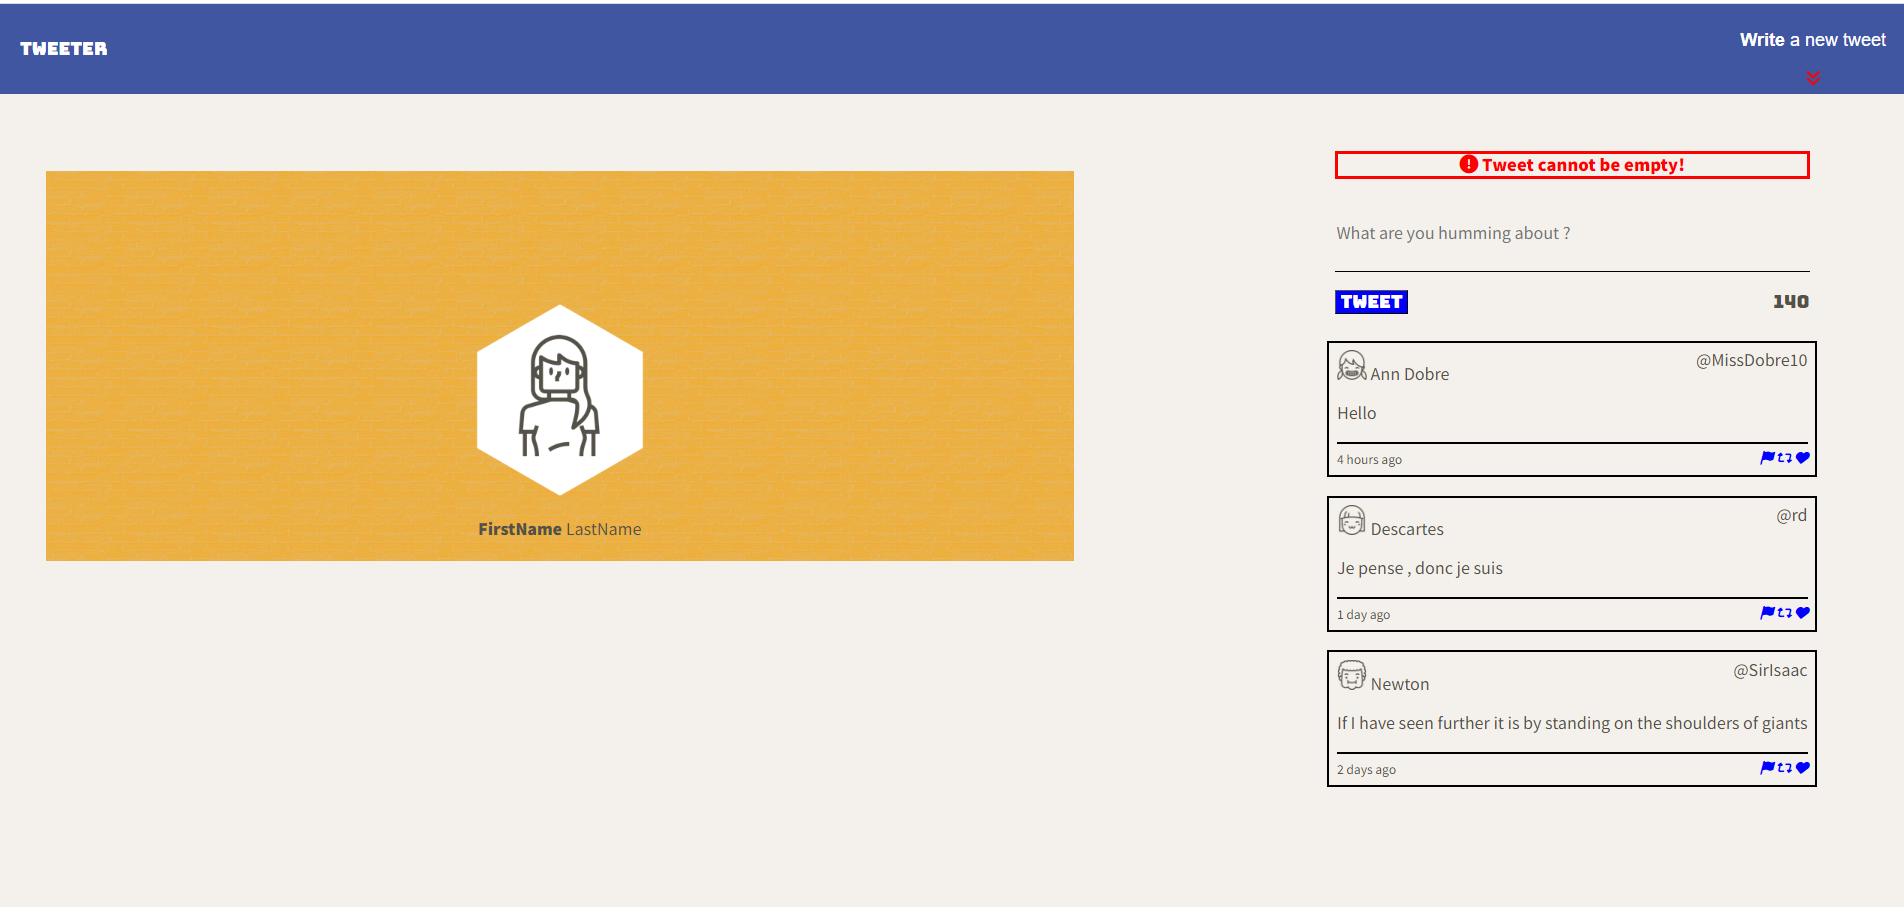 TWEETER
Write a new tweet
FirstName LastName
Tweet cannot be empty!
What are you humming about ?
TWEET 140
Ann Dobre @MissDobre10
Hello
4 hours ago
Descartes @rd
Je pense , donc je suis
1 day ago
Newton @SirIsaac
If I have seen further it is by standing on the shoulders of giants
2 days ago